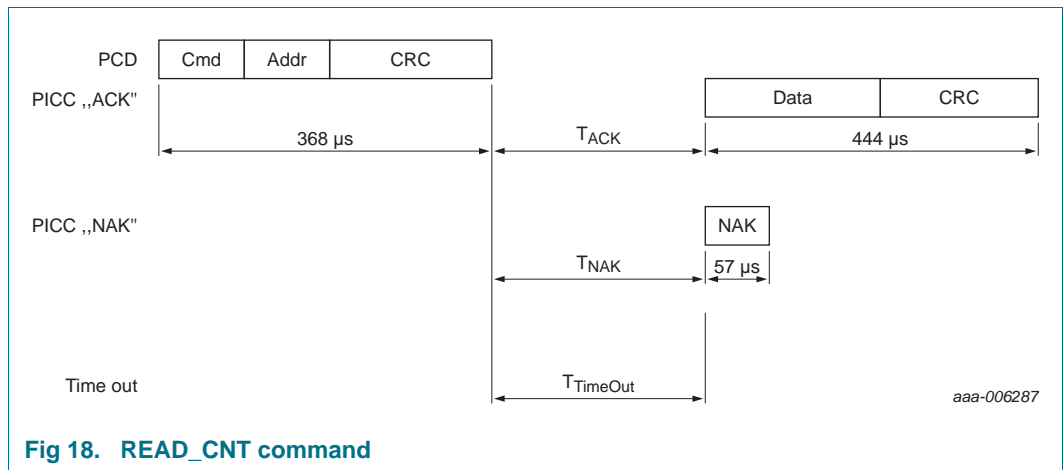 PCD Cmd Addr CRC
PICC ,,ACK" Data CRC
368 µs TACK 444 µs
PICC ,,NAK" NAK
TNAK 57 µs
Time out TTimeOut aaa-006287
Fig 18. READ_CNT command